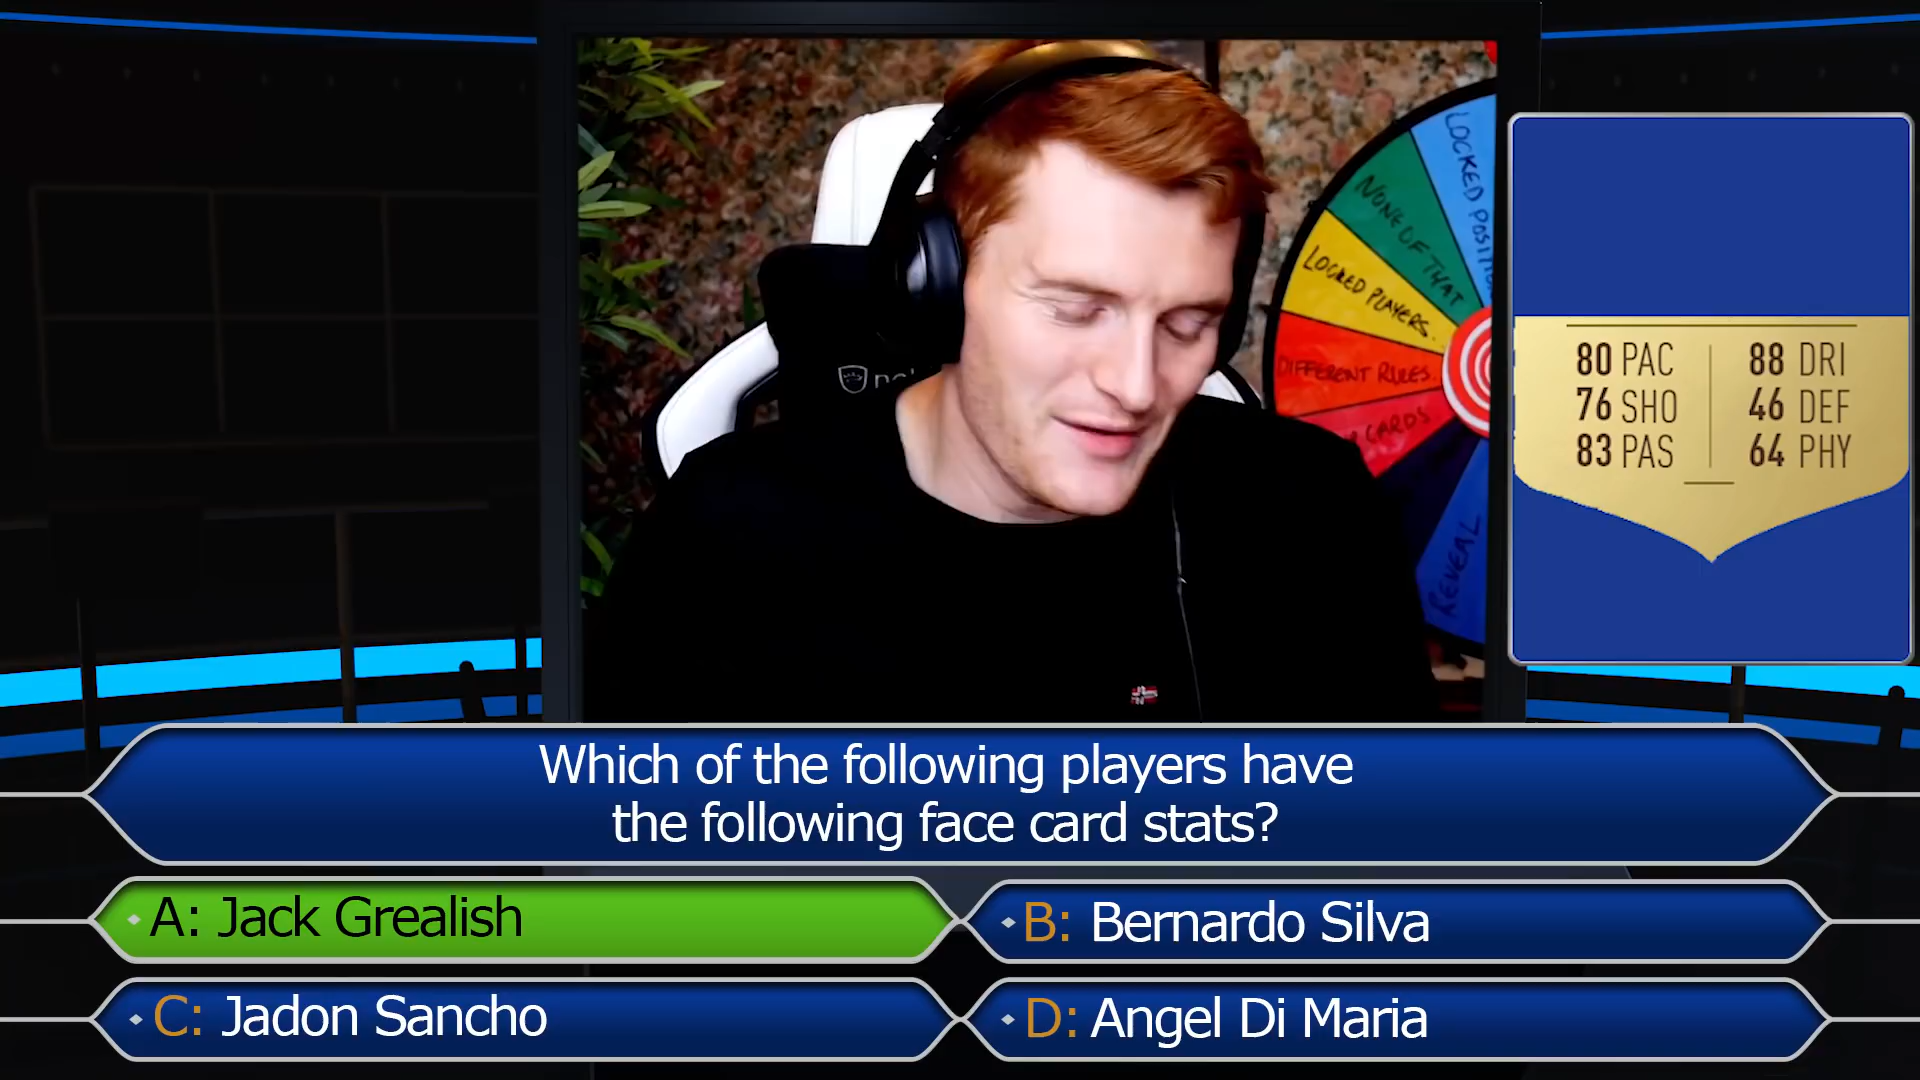 LOCKED POSITI
NONE OF THAT
LOCKED PLAYERS.
DIFFERENT RULES.
CARDS
REVEAL
80 PAC
76 SHO
83 PAS
88 DRI
46 DEF
64 PHY
Which of the following players have
the following face card stats?
A: Jack Grealish
B: Bernardo Silva
C: Jadon Sancho
D: Angel Di Maria